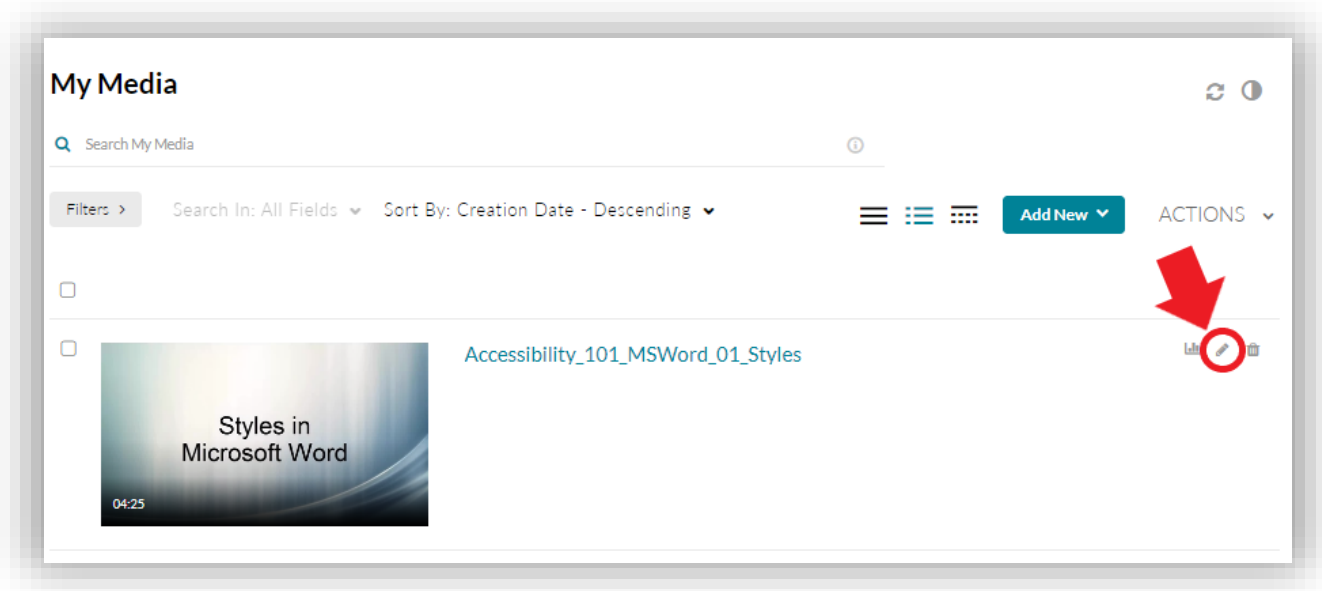 My Media
Search My Media
Filters >
Search In: All Fields
Sort By: Creation Date - Descending
Add New
ACTIONS
Accessibility_101_MSWord_01_Styles
Styles in
Microsoft Word
04:25